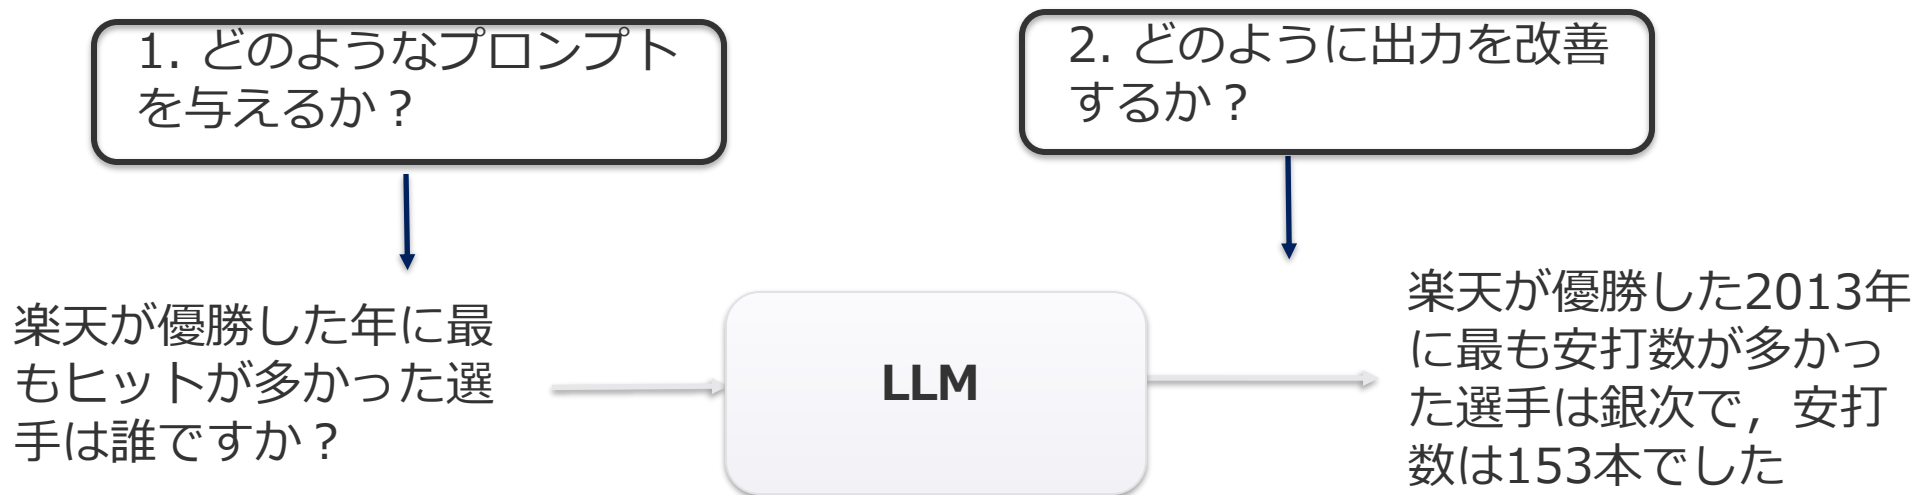 1. どのようなプロンプト
を与えるか？
2. どのように出力を改善
するか？
楽天が優勝した年に最
もヒットが多かった選
手は誰ですか？
LLM
楽天が優勝した2013年
に最も安打数が多かっ
た選手は銀次で，安打
数は153本でした